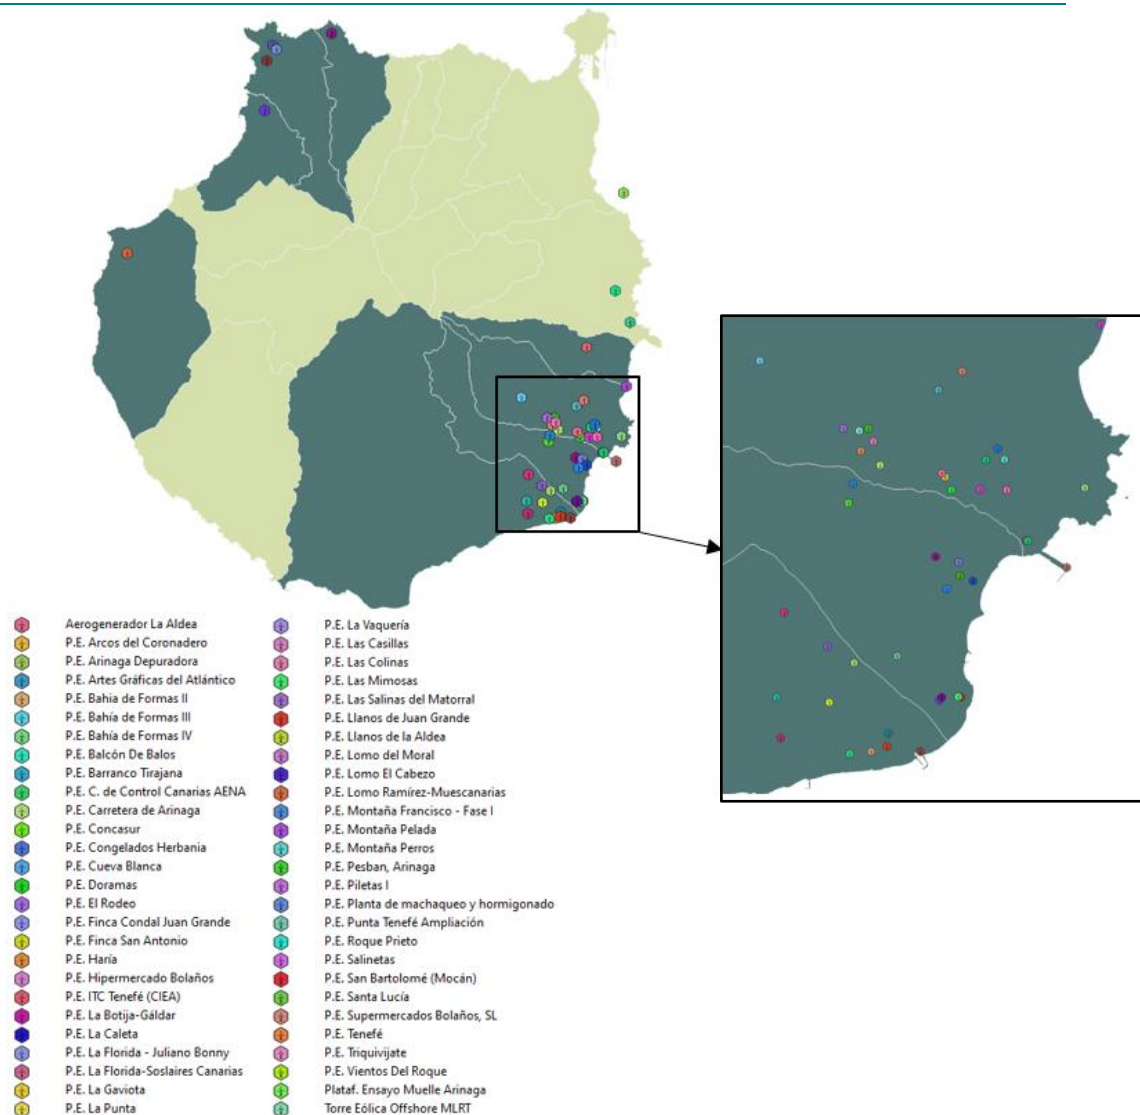 Aerogenerador La Aldea
P.E. Arcos del Coronadero
P.E. Arinaga Depuradora
P.E. Artes Gráficas del Atlántico
P.E. Bahia de Formas II
P.E. Bahía de Formas III
P.E. Bahía de Formas IV
P.E. Balcón De Balos
P.E. Barranco Tirajana
P.E. C. de Control Canarias AENA
P.E. Carretera de Arinaga
P.E. Concasur
P.E. Congelados Herbania
P.E. Cueva Blanca
P.E. Doramas
P.E. El Rodeo
P.E. Finca Condal Juan Grande
P.E. Finca San Antonio
P.E. Haría
P.E. Hipermercado Bolaños
P.E. ITC Tenefé (CIEA)
P.E. La Botija-Gáldar
P.E. La Caleta
P.E. La Florida - Juliano Bonny
P.E. La Florida-Soslaires Canarias
P.E. La Gaviota
P.E. La Punta
P.E. La Vaquería
P.E. Las Casillas
P.E. Las Colinas
P.E. Las Mimosas
P.E. Las Salinas del Matorral
P.E. Llanos de Juan Grande
P.E. Llanos de la Aldea
P.E. Lomo del Moral
P.E. Lomo El Cabezo
P.E. Lomo Ramírez-Muescanarias
P.E. Montaña Francisco - Fase I
P.E. Montaña Pelada
P.E. Montaña Perros
P.E. Pesban, Arinaga
P.E. Piletas I
P.E. Planta de machaqueo y hormigonado
P.E. Punta Tenefé Ampliación
P.E. Roque Prieto
P.E. Salinetas
P.E. San Bartolomé (Mocán)
P.E. Santa Lucía
P.E. Supermercados Bolaños, SL
P.E. Tenefé
P.E. Triquivijate
P.E. Vientos Del Roque
Plataf. Ensayo Muelle Arinaga
Torre Eólica Offshore MLRT